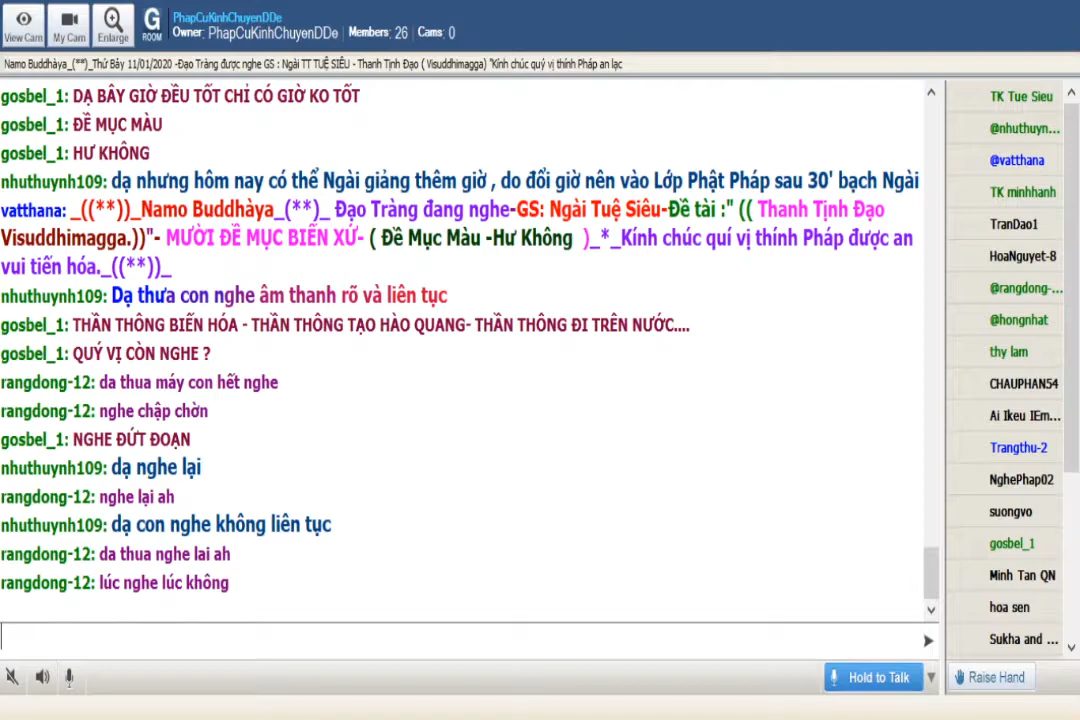 View Cam My Cam Enlarge G ROOM PhapCuKinhChuyenDDe
Owner: PhapCuKinhChuyenDDe Members: 26 Cams: 0
Namo Buddhàya_(**)_Thứ Bảy 11/01/2020 -Đạo Tràng được nghe GS : Ngài TT TUỆ SIÊU - Thanh Tịnh Đạo ( Visuddhimagga) "Kính chúc quý vị thính Pháp an lạc
gosbel_1: DẠ BÂY GIỜ ĐỀU TỐT CHỈ CÓ GIỜ KO TỐT
gosbel_1: ĐỀ MỤC MÀU
gosbel_1: HƯ KHÔNG
nhuthuynh109: dạ nhưng hôm nay có thể Ngài giảng thêm giờ , do đổi giờ nên vào Lớp Phật Pháp sau 30' bạch Ngài
vatthana: _((**))_Namo Buddhàya_(**)_ Đạo Tràng đang nghe-GS: Ngài Tuệ Siêu-Đề tài :" (( Thanh Tịnh Đạo
Visuddhimagga.))"- MƯỜI ĐỀ MỤC BIẾN XỨ- ( Đề Mục Màu -Hư Không )_*_Kính chúc quí vị thính Pháp được an
vui tiến hóa._((**))_
nhuthuynh109: Dạ thưa con nghe âm thanh rõ và liên tục
gosbel_1: THẦN THÔNG BIẾN HÓA - THẦN THÔNG TẠO HÀO QUANG- THẦN THÔNG ĐI TRÊN NƯỚC....
gosbel_1: QUÝ VỊ CÒN NGHE ?
rangdong-12: da thua máy con hết nghe
rangdong-12: nghe chập chờn
gosbel_1: NGHE ĐỨT ĐOẠN
nhuthuynh109: dạ nghe lại
rangdong-12: nghe lại ah
nhuthuynh109: dạ con nghe không liên tục
rangdong-12: da thua nghe lai ah
rangdong-12: lúc nghe lúc không
Hold to Talk
TK Tue Sieu
@nhuthuyn...
@vatthana
TK minhhanh
TranDao1
HoaNguyet-8
@rangdong-...
@hongnhat
thy lam
CHAUPHAN54
Ai Ikeu IEm...
Trangthu-2
NghePhap02
suongvo
gosbel_1
Minh Tan QN
hoa sen
Sukha and ...
Raise Hand